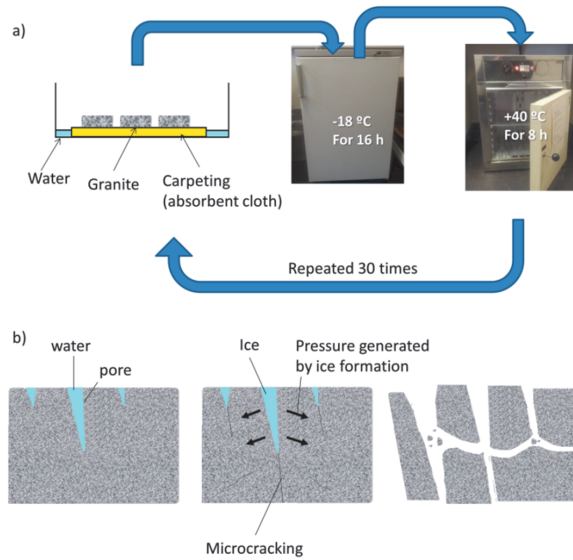 a)
-18 ºC
For 16 h
+40 ºC
For 8 h
Water
Granite
Carpeting
(absorbent cloth)
Repeated 30 times
b)
water
pore
Ice
Pressure generated
by ice formation
Microcracking